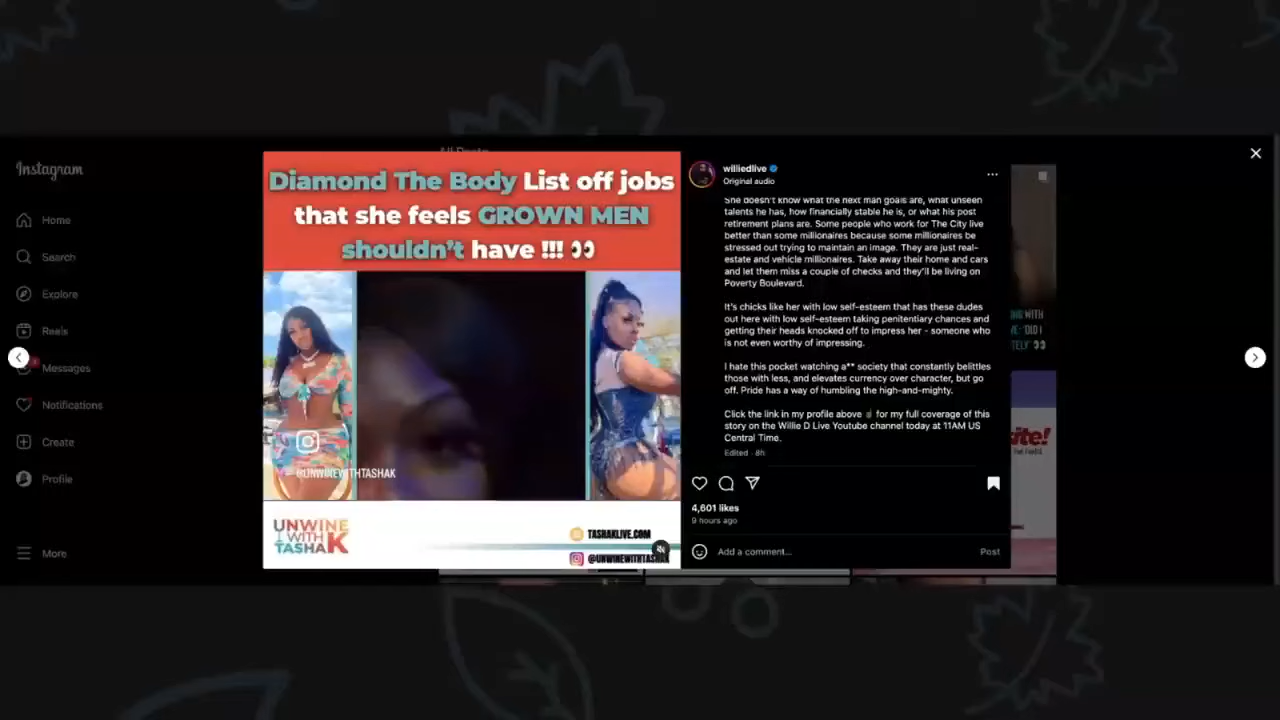 Instagram
Home
Search
Explore
Reels
Messages
Notifications
Create
Profile
More
Diamond The Body List off jobs
that she feels GROWN MEN
shouldn't have !!! 👀
@UNWINEWITHTASHAK
UNWINE
WITH
TASHAK
TASHAKLIVE.COM
@UNWINEWITHTASHAK
williedlive
Original audio
She doesn't know what the next man goals are, what unseen
talents he has, how financially stable he is, or what his post
retirement plans are. Some people who work for The City live
better than some millionaires because some millionaires be
stressed out trying to maintain an image. They are just real-
estate and vehicle millionaires. Take away their home and cars
and let them miss a couple of checks and they'll be living on
Poverty Boulevard.
It's chicks like her with low self-esteem that has these dudes
out here with low self-esteem taking penitentiary chances and
getting their heads knocked off to impress her - someone who
is not even worthy of impressing.
I hate this pocket watching a** society that constantly belittles
those with less, and elevates currency over character, but go
off. Pride has a way of humbling the high-and-mighty.
Click the link in my profile above for my full coverage of this
story on the Willie D Live Youtube channel today at 11AM US
Central Time.
Edited · 8h
4,601 likes
9 hours ago
Add a comment...
Post
WITH
DID I